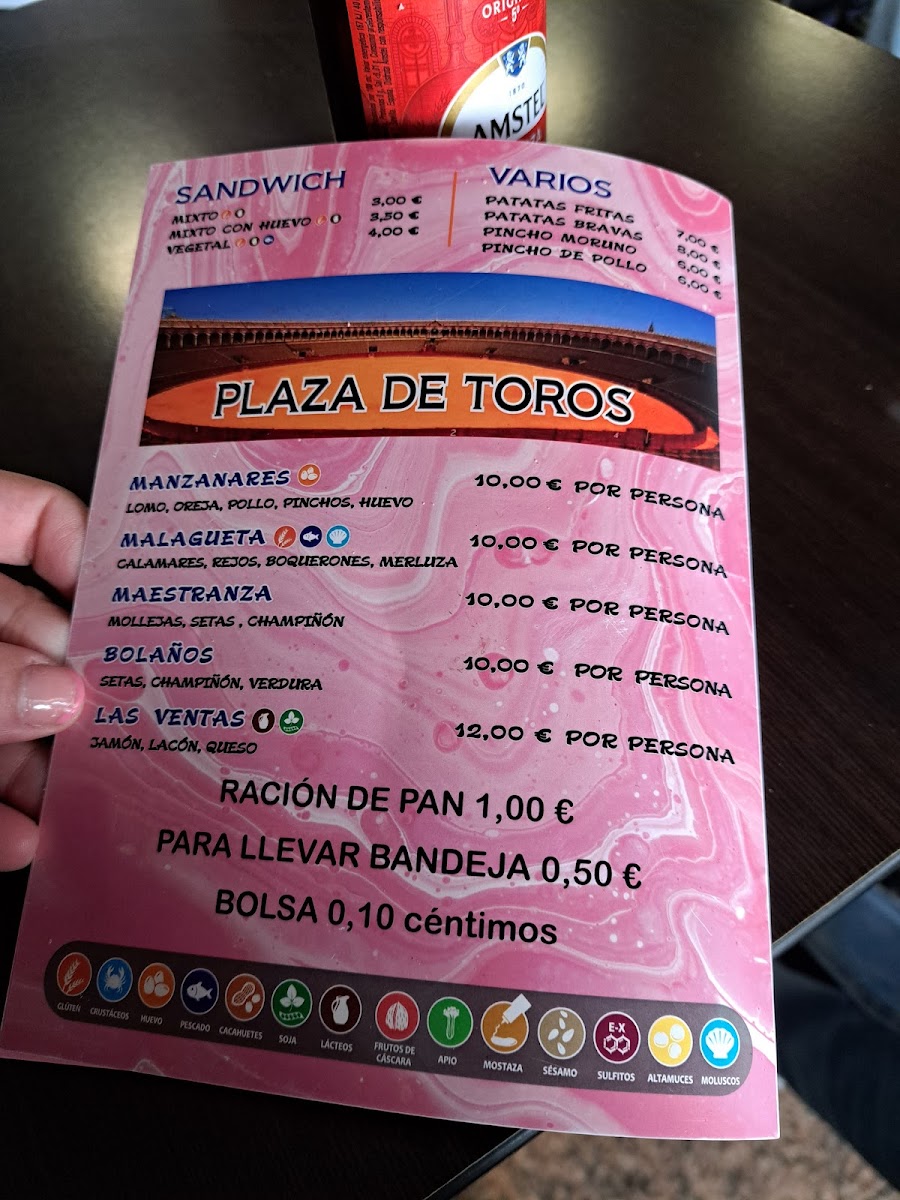 ORIG
5º
1870
AMSTEL
SANDWICH
MIXTO 3,00 €
MIXTO CON HUEVO 3,50 €
VEGETAL 4,00 €
VARIOS
PATATAS FRITAS 7,00 €
PATATAS BRAVAS 8,00 €
PINCHO MORUNO 6,00 €
PINCHO DE POLLO 6,00 €
PLAZA DE TOROS
MANZANARES 10,00 € POR PERSONA
LOMO, OREJA, POLLO, PINCHOS, HUEVO
MALAGUETA 10,00 € POR PERSONA
CALAMARES, REJOS, BOQUERONES, MERLUZA
MAESTRANZA 10,00 € POR PERSONA
MOLLEJAS, SETAS , CHAMPIÑÓN
BOLAÑOS 10,00 € POR PERSONA
SETAS, CHAMPIÑÓN, VERDURA
LAS VENTAS 12,00 € POR PERSONA
JAMÓN, LACÓN, QUESO
RACIÓN DE PAN 1,00 €
PARA LLEVAR BANDEJA 0,50 €
BOLSA 0,10 céntimos
E-X
GLUTEN CRUSTÁCEOS HUEVO PESCADO CACAHUETES SOJA LÁCTEOS FRUTOS DE CÁSCARA APIO MOSTAZA SÉSAMO SULFITOS ALTAMUCES MOLUSCOS